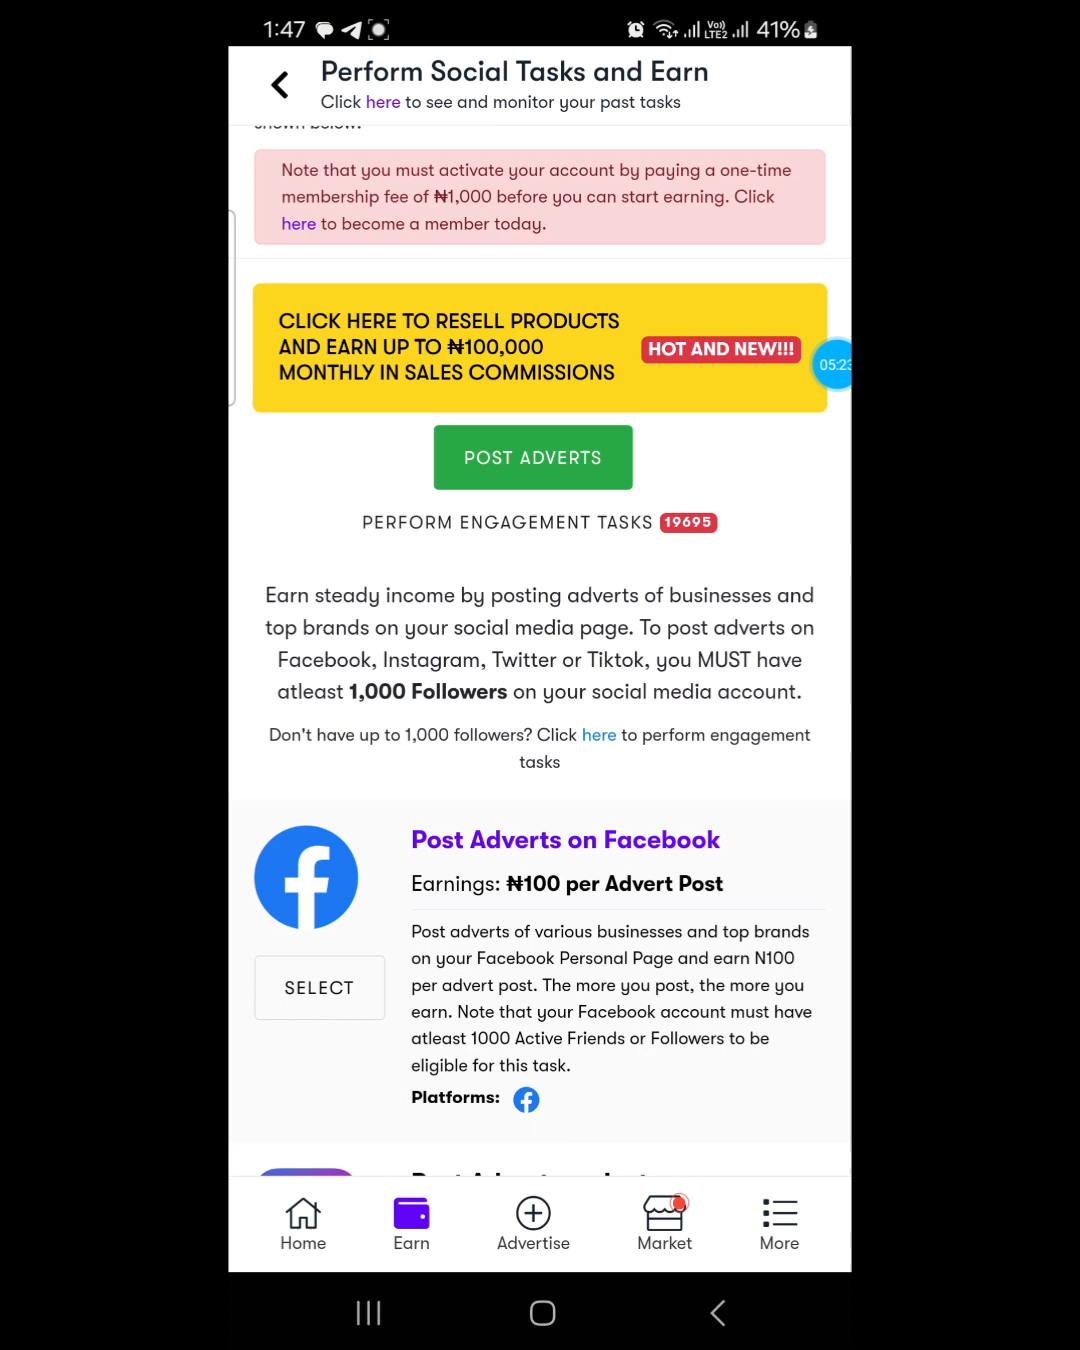 1:47
Vo))
LTE2
41%
Perform Social Tasks and Earn
Click here to see and monitor your past tasks
shown below.
Note that you must activate your account by paying a one-time
membership fee of ₦1,000 before you can start earning. Click
here to become a member today.
CLICK HERE TO RESELL PRODUCTS
AND EARN UP TO ₦100,000
MONTHLY IN SALES COMMISSIONS
HOT AND NEW!!!
05:23
POST ADVERTS
PERFORM ENGAGEMENT TASKS 19695
Earn steady income by posting adverts of businesses and
top brands on your social media page. To post adverts on
Facebook, Instagram, Twitter or Tiktok, you MUST have
atleast 1,000 Followers on your social media account.
Don't have up to 1,000 followers? Click here to perform engagement
tasks
Post Adverts on Facebook
Earnings: ₦100 per Advert Post
Post adverts of various businesses and top brands
on your Facebook Personal Page and earn N100
per advert post. The more you post, the more you
earn. Note that your Facebook account must have
atleast 1000 Active Friends or Followers to be
eligible for this task.
SELECT
Platforms:
Home
Earn
Advertise
Market
More